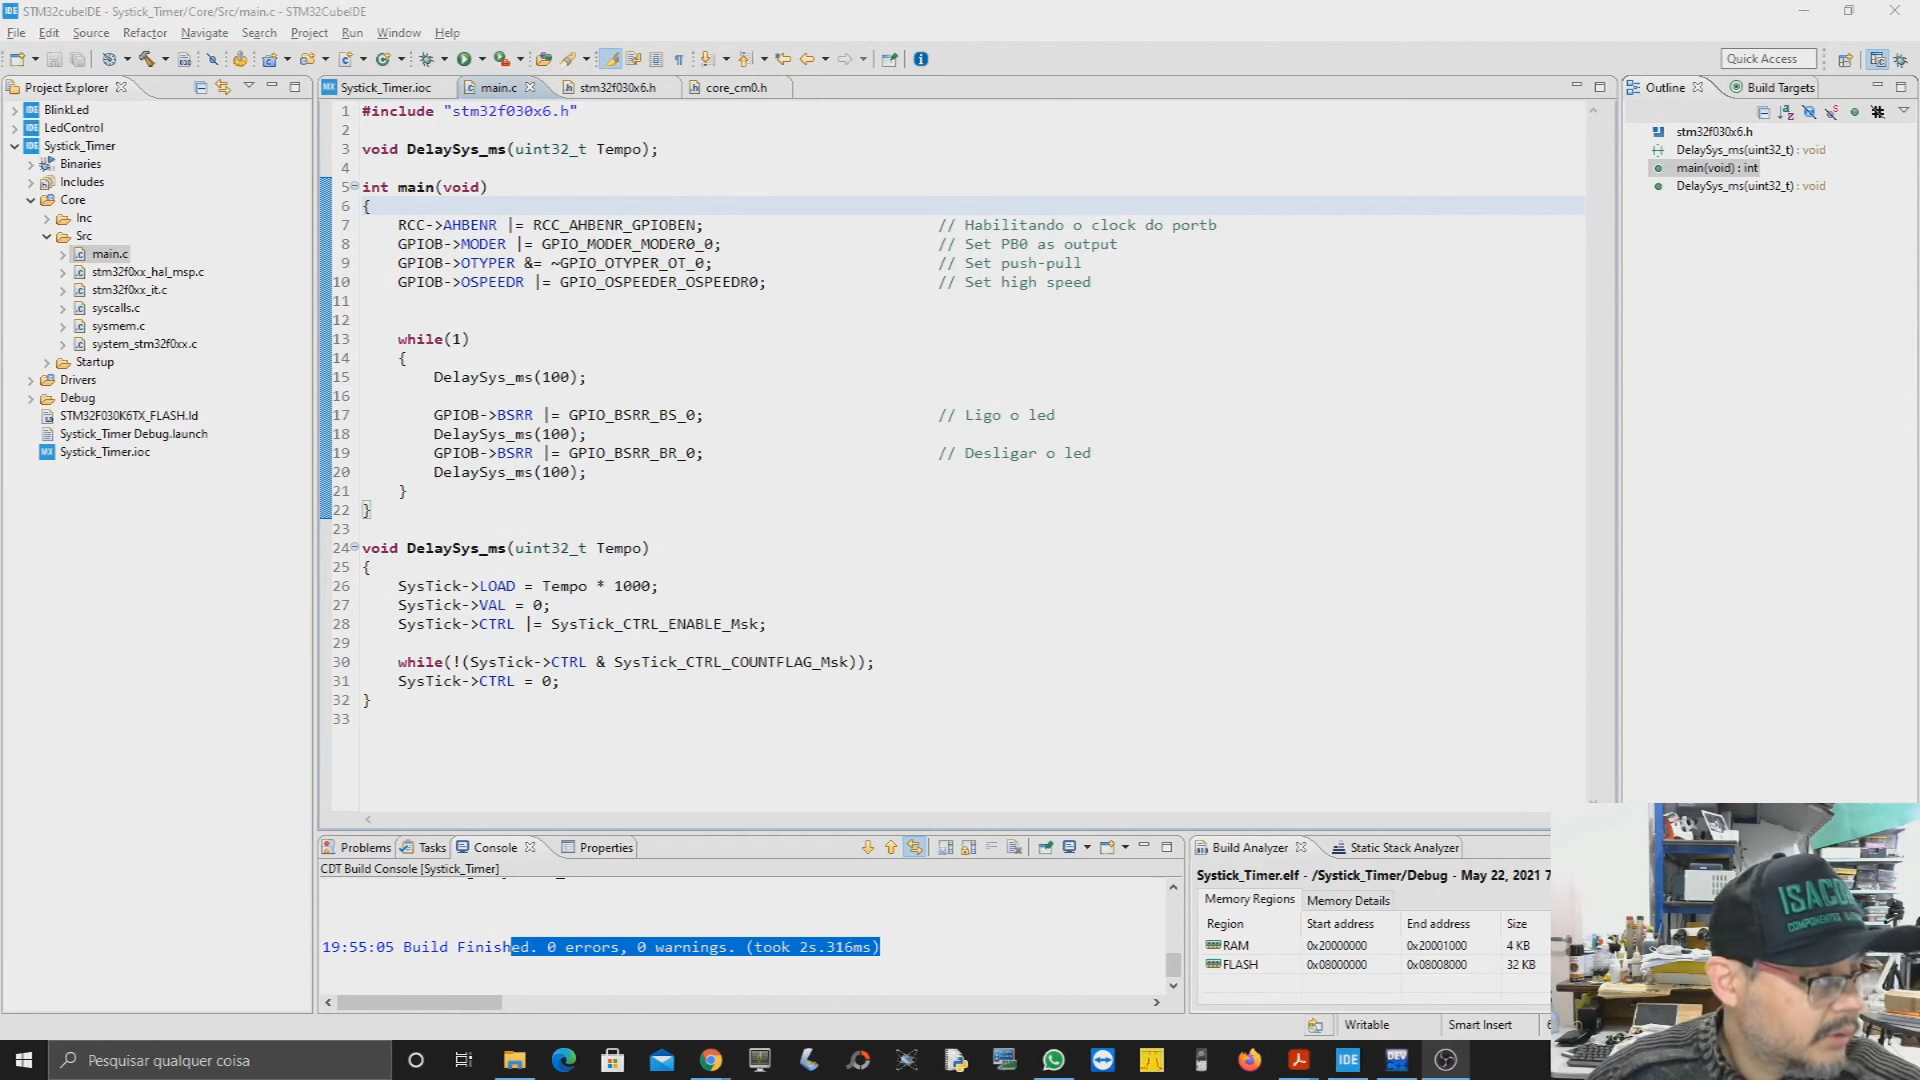 STM32cubeIDE - Systick_Timer/Core/Src/main.c - STM32CubeIDE
File Edit Source Refactor Navigate Search Project Run Window Help
Quick Access
Project Explorer
Systick_Timer.ioc main.c stm32f030x6.h core_cm0.h
Outline Build Targets
BlinkLed
LedControl
Systick_Timer
Binaries
Includes
Core
Inc
Src
main.c
stm32f0xx_hal_msp.c
stm32f0xx_it.c
syscalls.c
sysmem.c
system_stm32f0xx.c
Startup
Drivers
Debug
STM32F030K6TX_FLASH.ld
Systick_Timer Debug.launch
Systick_Timer.ioc
1 #include "stm32f030x6.h"
2
3 void DelaySys_ms(uint32_t Tempo);
4
5 int main(void)
6 {
7 RCC->AHBENR |= RCC_AHBENR_GPIOBEN; // Habilitando o clock do portb
8 GPIOB->MODER |= GPIO_MODER_MODER0_0; // Set PB0 as output
9 GPIOB->OTYPER &= ~GPIO_OTYPER_OT_0; // Set push-pull
10 GPIOB->OSPEEDR |= GPIO_OSPEEDER_OSPEEDR0; // Set high speed
11
12
13 while(1)
14 {
15 DelaySys_ms(100);
16
17 GPIOB->BSRR |= GPIO_BSRR_BS_0; // Ligo o led
18 DelaySys_ms(100);
19 GPIOB->BSRR |= GPIO_BSRR_BR_0; // Desligar o led
20 DelaySys_ms(100);
21 }
22 }
23
24 void DelaySys_ms(uint32_t Tempo)
25 {
26 SysTick->LOAD = Tempo * 1000;
27 SysTick->VAL = 0;
28 SysTick->CTRL |= SysTick_CTRL_ENABLE_Msk;
29
30 while(!(SysTick->CTRL & SysTick_CTRL_COUNTFLAG_Msk));
31 SysTick->CTRL = 0;
32 }
33
stm32f030x6.h
DelaySys_ms(uint32_t) : void
main(void) : int
DelaySys_ms(uint32_t) : void
Problems Tasks Console Properties
CDT Build Console [Systick_Timer]
19:55:05 Build Finished. 0 errors, 0 warnings. (took 2s.316ms)
Build Analyzer Static Stack Analyzer
Systick_Timer.elf - /Systick_Timer/Debug - May 22, 2021 7
Memory Regions Memory Details
Region Start address End address Size
RAM 0x20000000 0x20001000 4 KB
FLASH 0x08000000 0x08008000 32 KB
Writable Smart Insert 6
ISACO
COMPONENTES
Pesquisar qualquer coisa
IDE
DEV